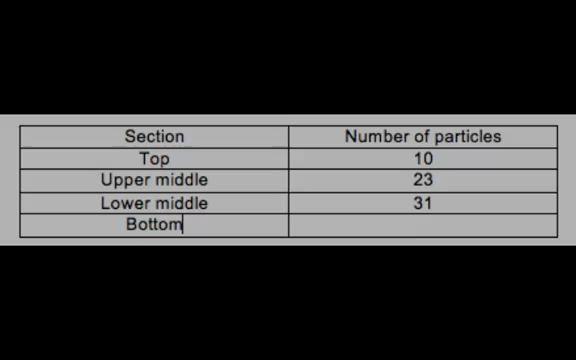 Section Number of particles
Top 10
Upper middle 23
Lower middle 31
Bottom